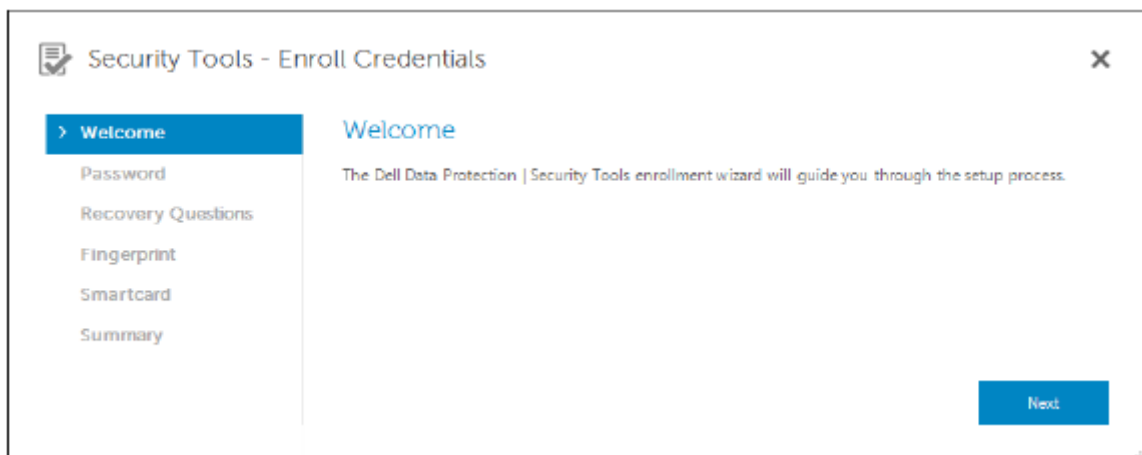 Security Tools - Enroll Credentials
Welcome
Password
Recovery Questions
Fingerprint
Smartcard
Summary
Welcome
The Dell Data Protection | Security Tools enrollment wizard will guide you through the setup process.
Next